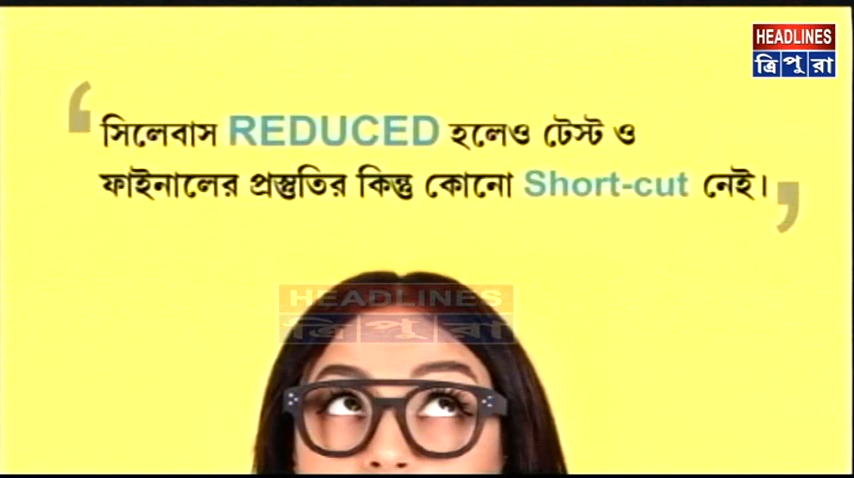 HEADLINES
ত্রিপুরা
‘
সিলেবাস REDUCED হলেও টেস্ট ও
ফাইনালের প্রস্তুতির কিন্তু কোনো Short-cut নেই।
’
HEADLINES
ত্রিপুরা